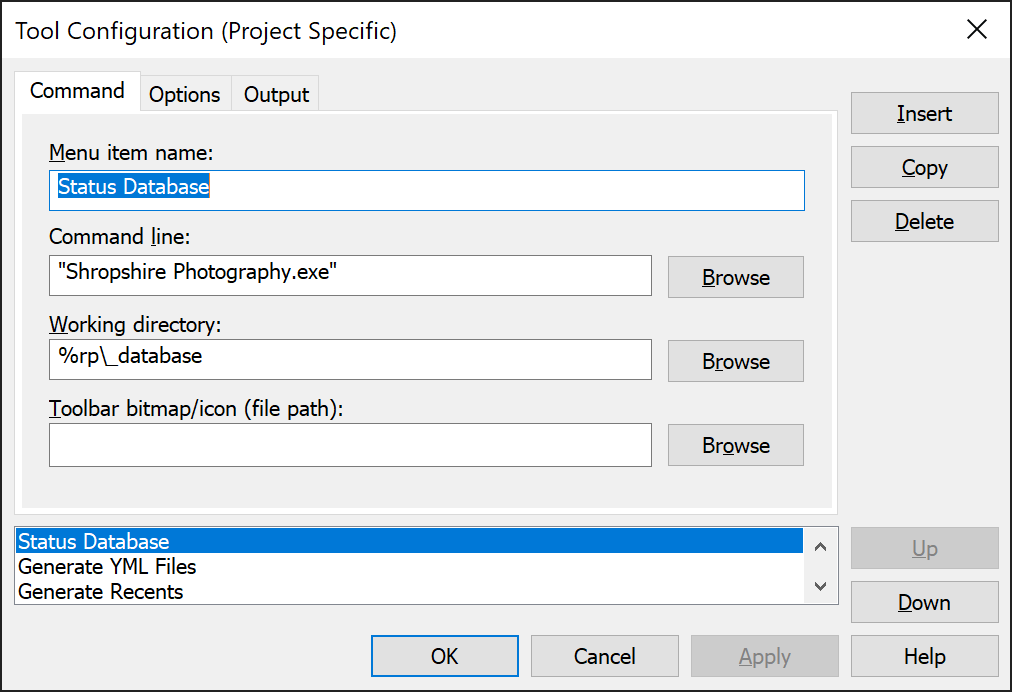 Tool Configuration (Project Specific)
Command Options Output
Insert
Menu item name:
Status Database
Copy
Delete
Command line:
"Shropshire Photography.exe" Browse
Working directory:
%rp\_database Browse
Toolbar bitmap/icon (file path):
Browse
Status Database
Generate YML Files
Generate Recents
Up
Down
OK Cancel Apply Help